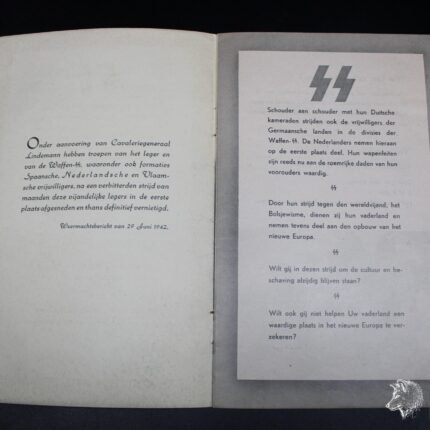 Onder aanvoering van Cavaleriegeneraal
Lindemann hebben troepen van het leger en
van de Waffen-ᛋᛋ, waaronder ook formaties
Spaansche, Nederlandsche en Vlaam-
sche vrijwilligers, na een verbitterden strijd van
maanden deze vijandelijke legers in de eerste
plaats afgesneden en thans definitief vernietigd.
Weermachtsbericht van 29 Juni 1942.
ᛋᛋ
Schouder aan schouder met hun Duitsche
kameraden strijden ook de vrijwilligers der
Germaansche landen in de divisies der
Waffen-ᛋᛋ. De Nederlanders nemen hieraan
op de eerste plaats deel. Hun wapenfeiten
zijn reeds nu aan de roemrijke daden van hun
voorouders waardig.
ᛋᛋ
Door hun strijd tegen den wereldvijand, het
Bolsjewisme, dienen zij hun vaderland en
nemen tevens deel aan den opbouw van het
nieuwe Europa.
ᛋᛋ
Wilt gij in dezen strijd om de cultuur en be-
schaving afzijdig blijven staan?
ᛋᛋ
Wilt ook gij niet helpen Uw vaderland een
waardige plaats in het nieuwe Europa te ver-
zekeren?